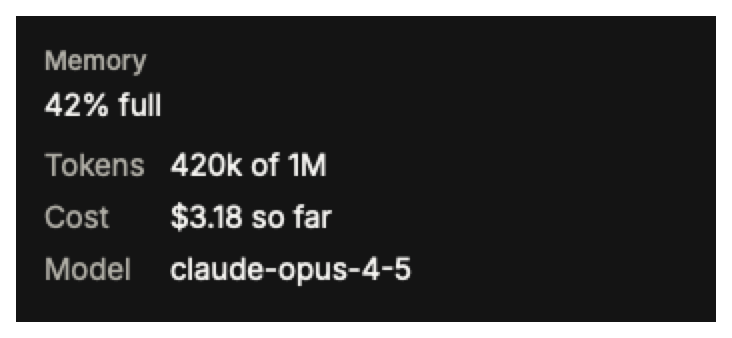 Memory
42% full
Tokens 420k of 1M
Cost $3.18 so far
Model claude-opus-4-5